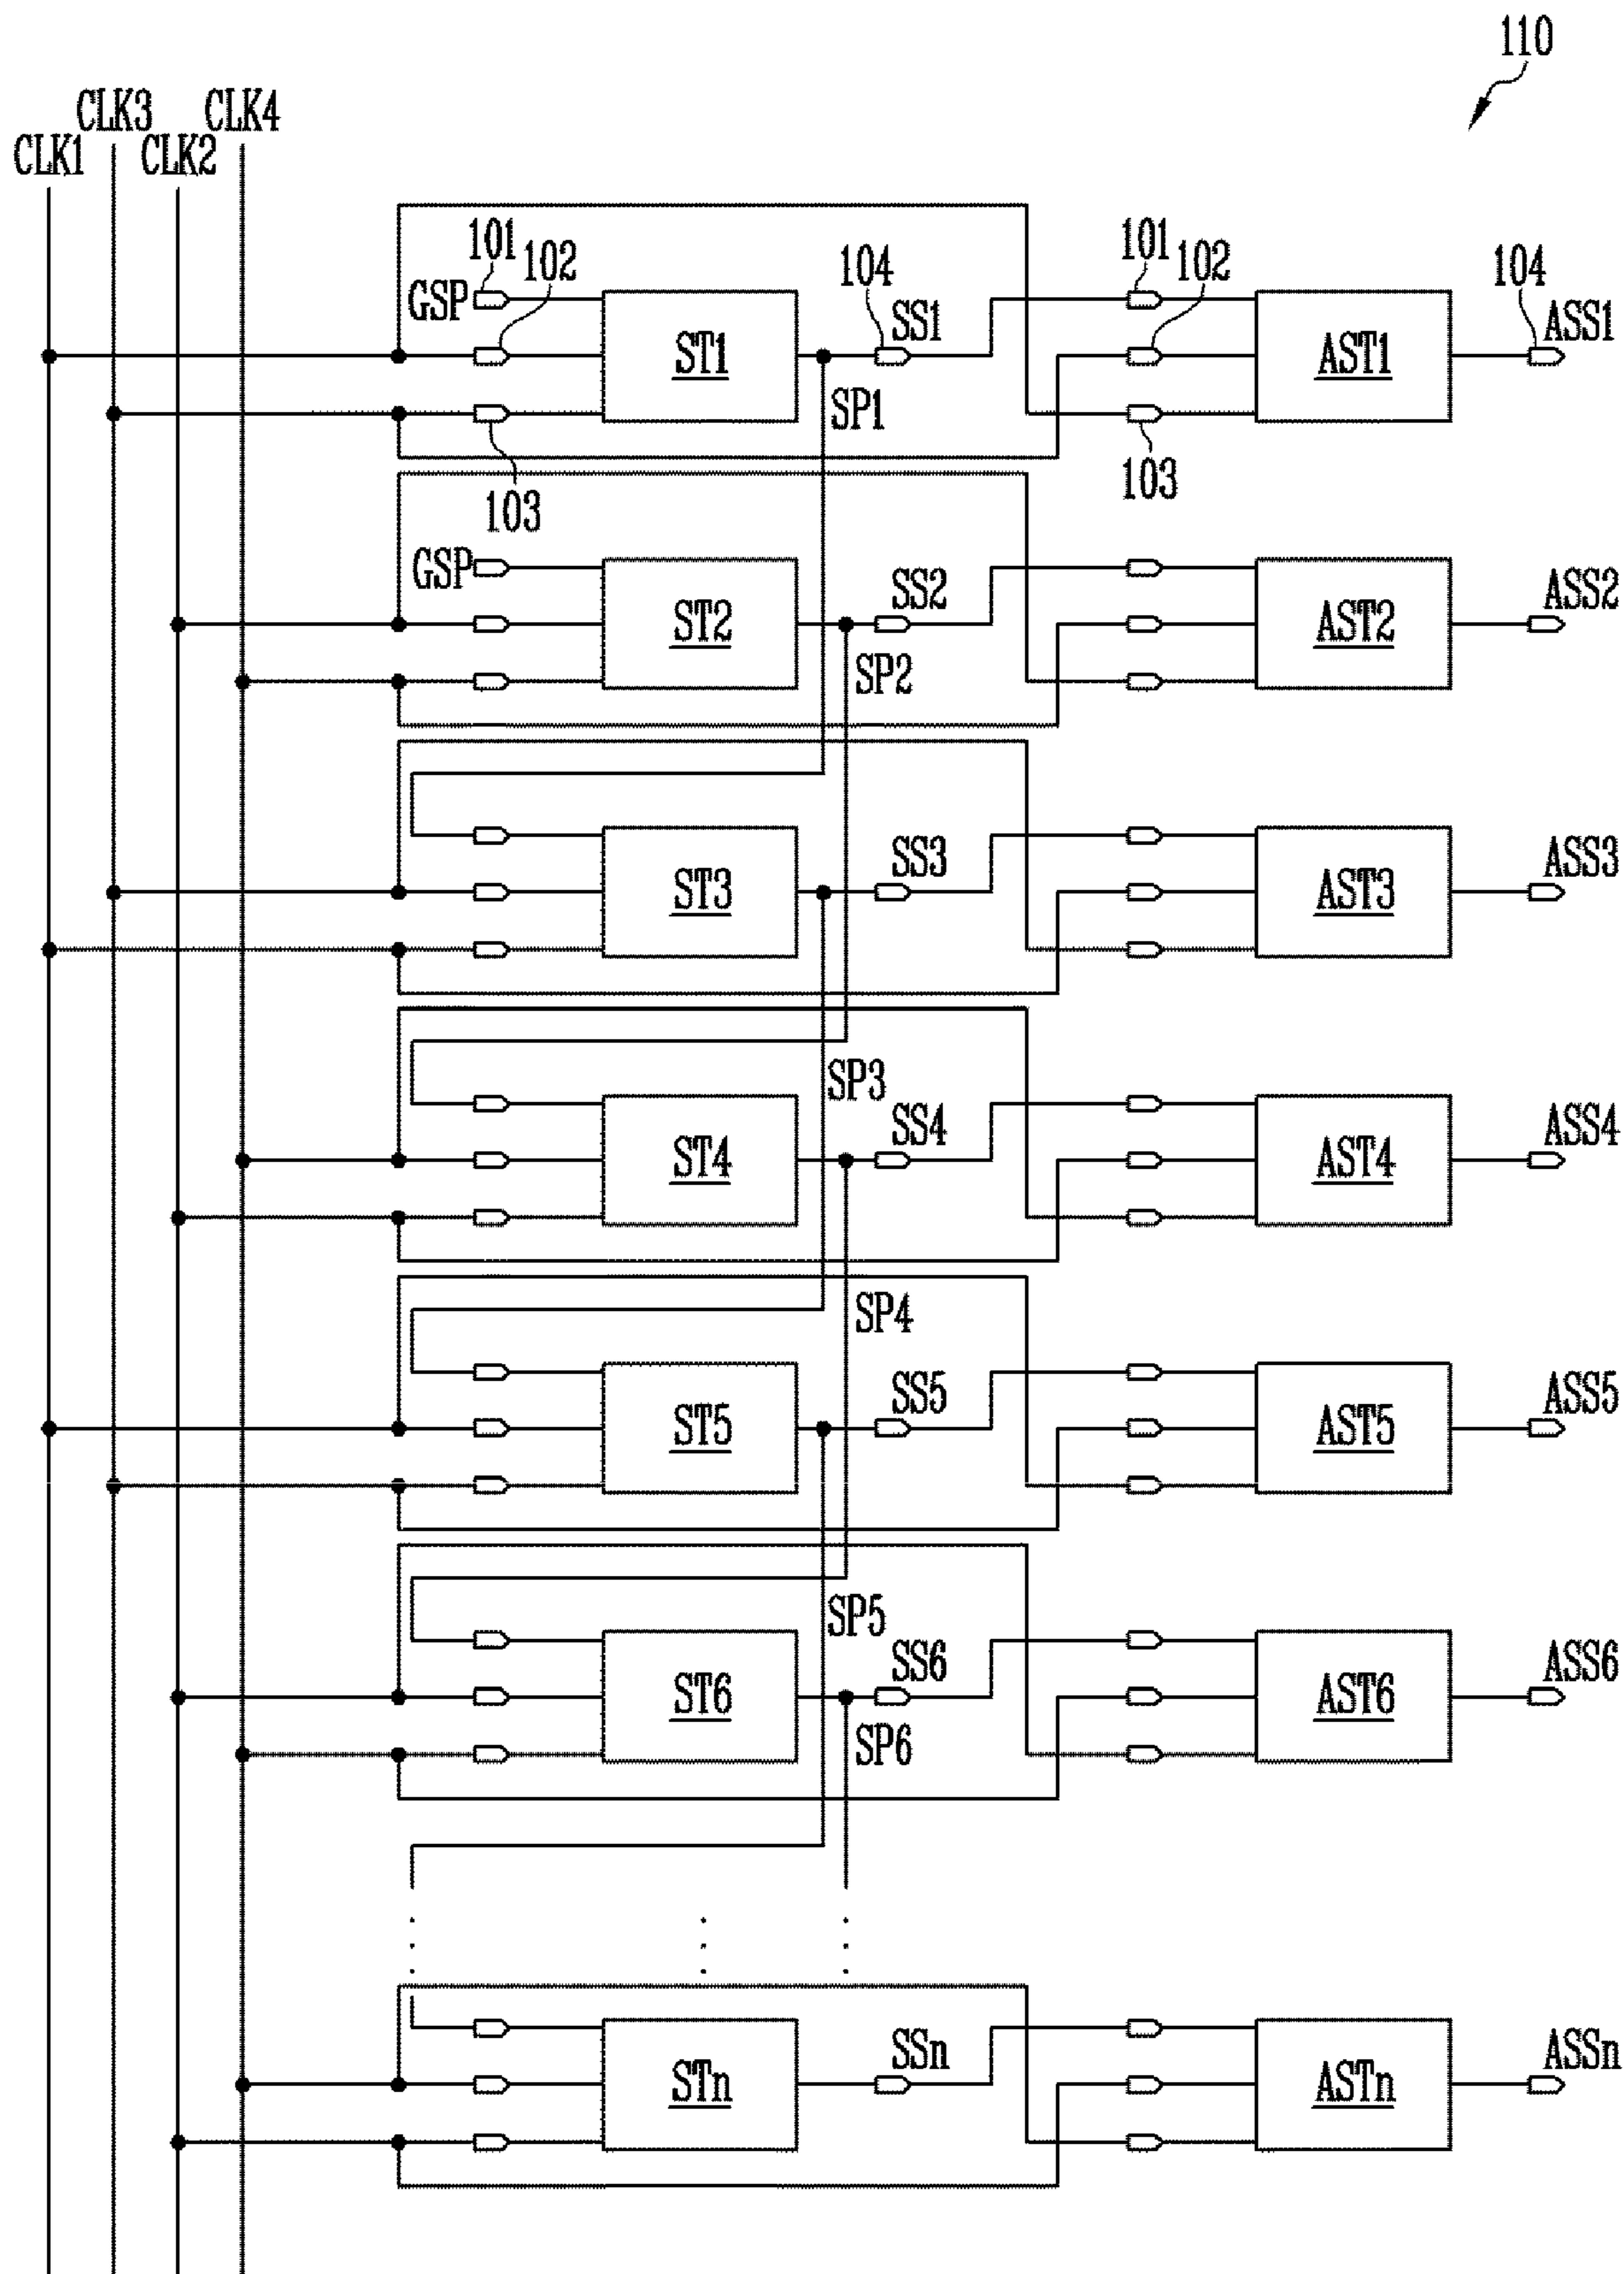 110
CLK3 CLK4
CLK1 CLK2
101 102 104 101 102 104
GSP SS1 ASS1
ST1 AST1
SP1
103 103
GSP SS2 ASS2
ST2 AST2
SP2
SS3 ASS3
ST3 AST3
SP3
SS4 ASS4
ST4 AST4
SP4
SS5 ASS5
ST5 AST5
SP5
SS6 ASS6
ST6 AST6
SP6
SSn ASSn
STn ASTn